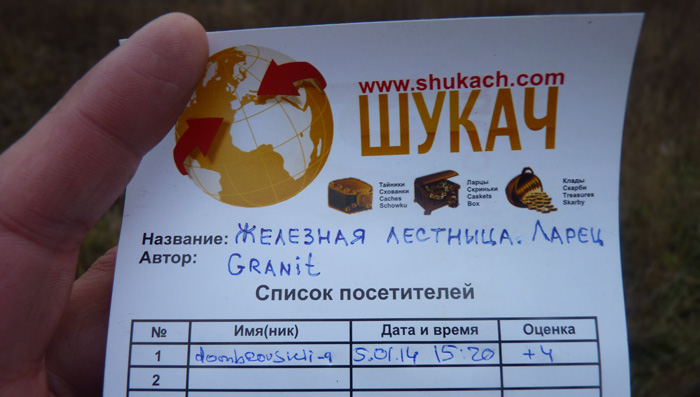 www.shukach.com
ШУКАЧ
Тайники
Схованки
Caches
Schowku
Ларцы
Скриньки
Caskets
Box
Клады
Скарби
Treasures
Skarby
Название: ЖЕЛЕЗНАЯ ЛЕСТНИЦА. ЛАРЕЦ
Автор: GRANit
Список посетителей
№ Имя(ник) Дата и время Оценка
1 dombrovskii-a 5.01.14 15:20 +4
2